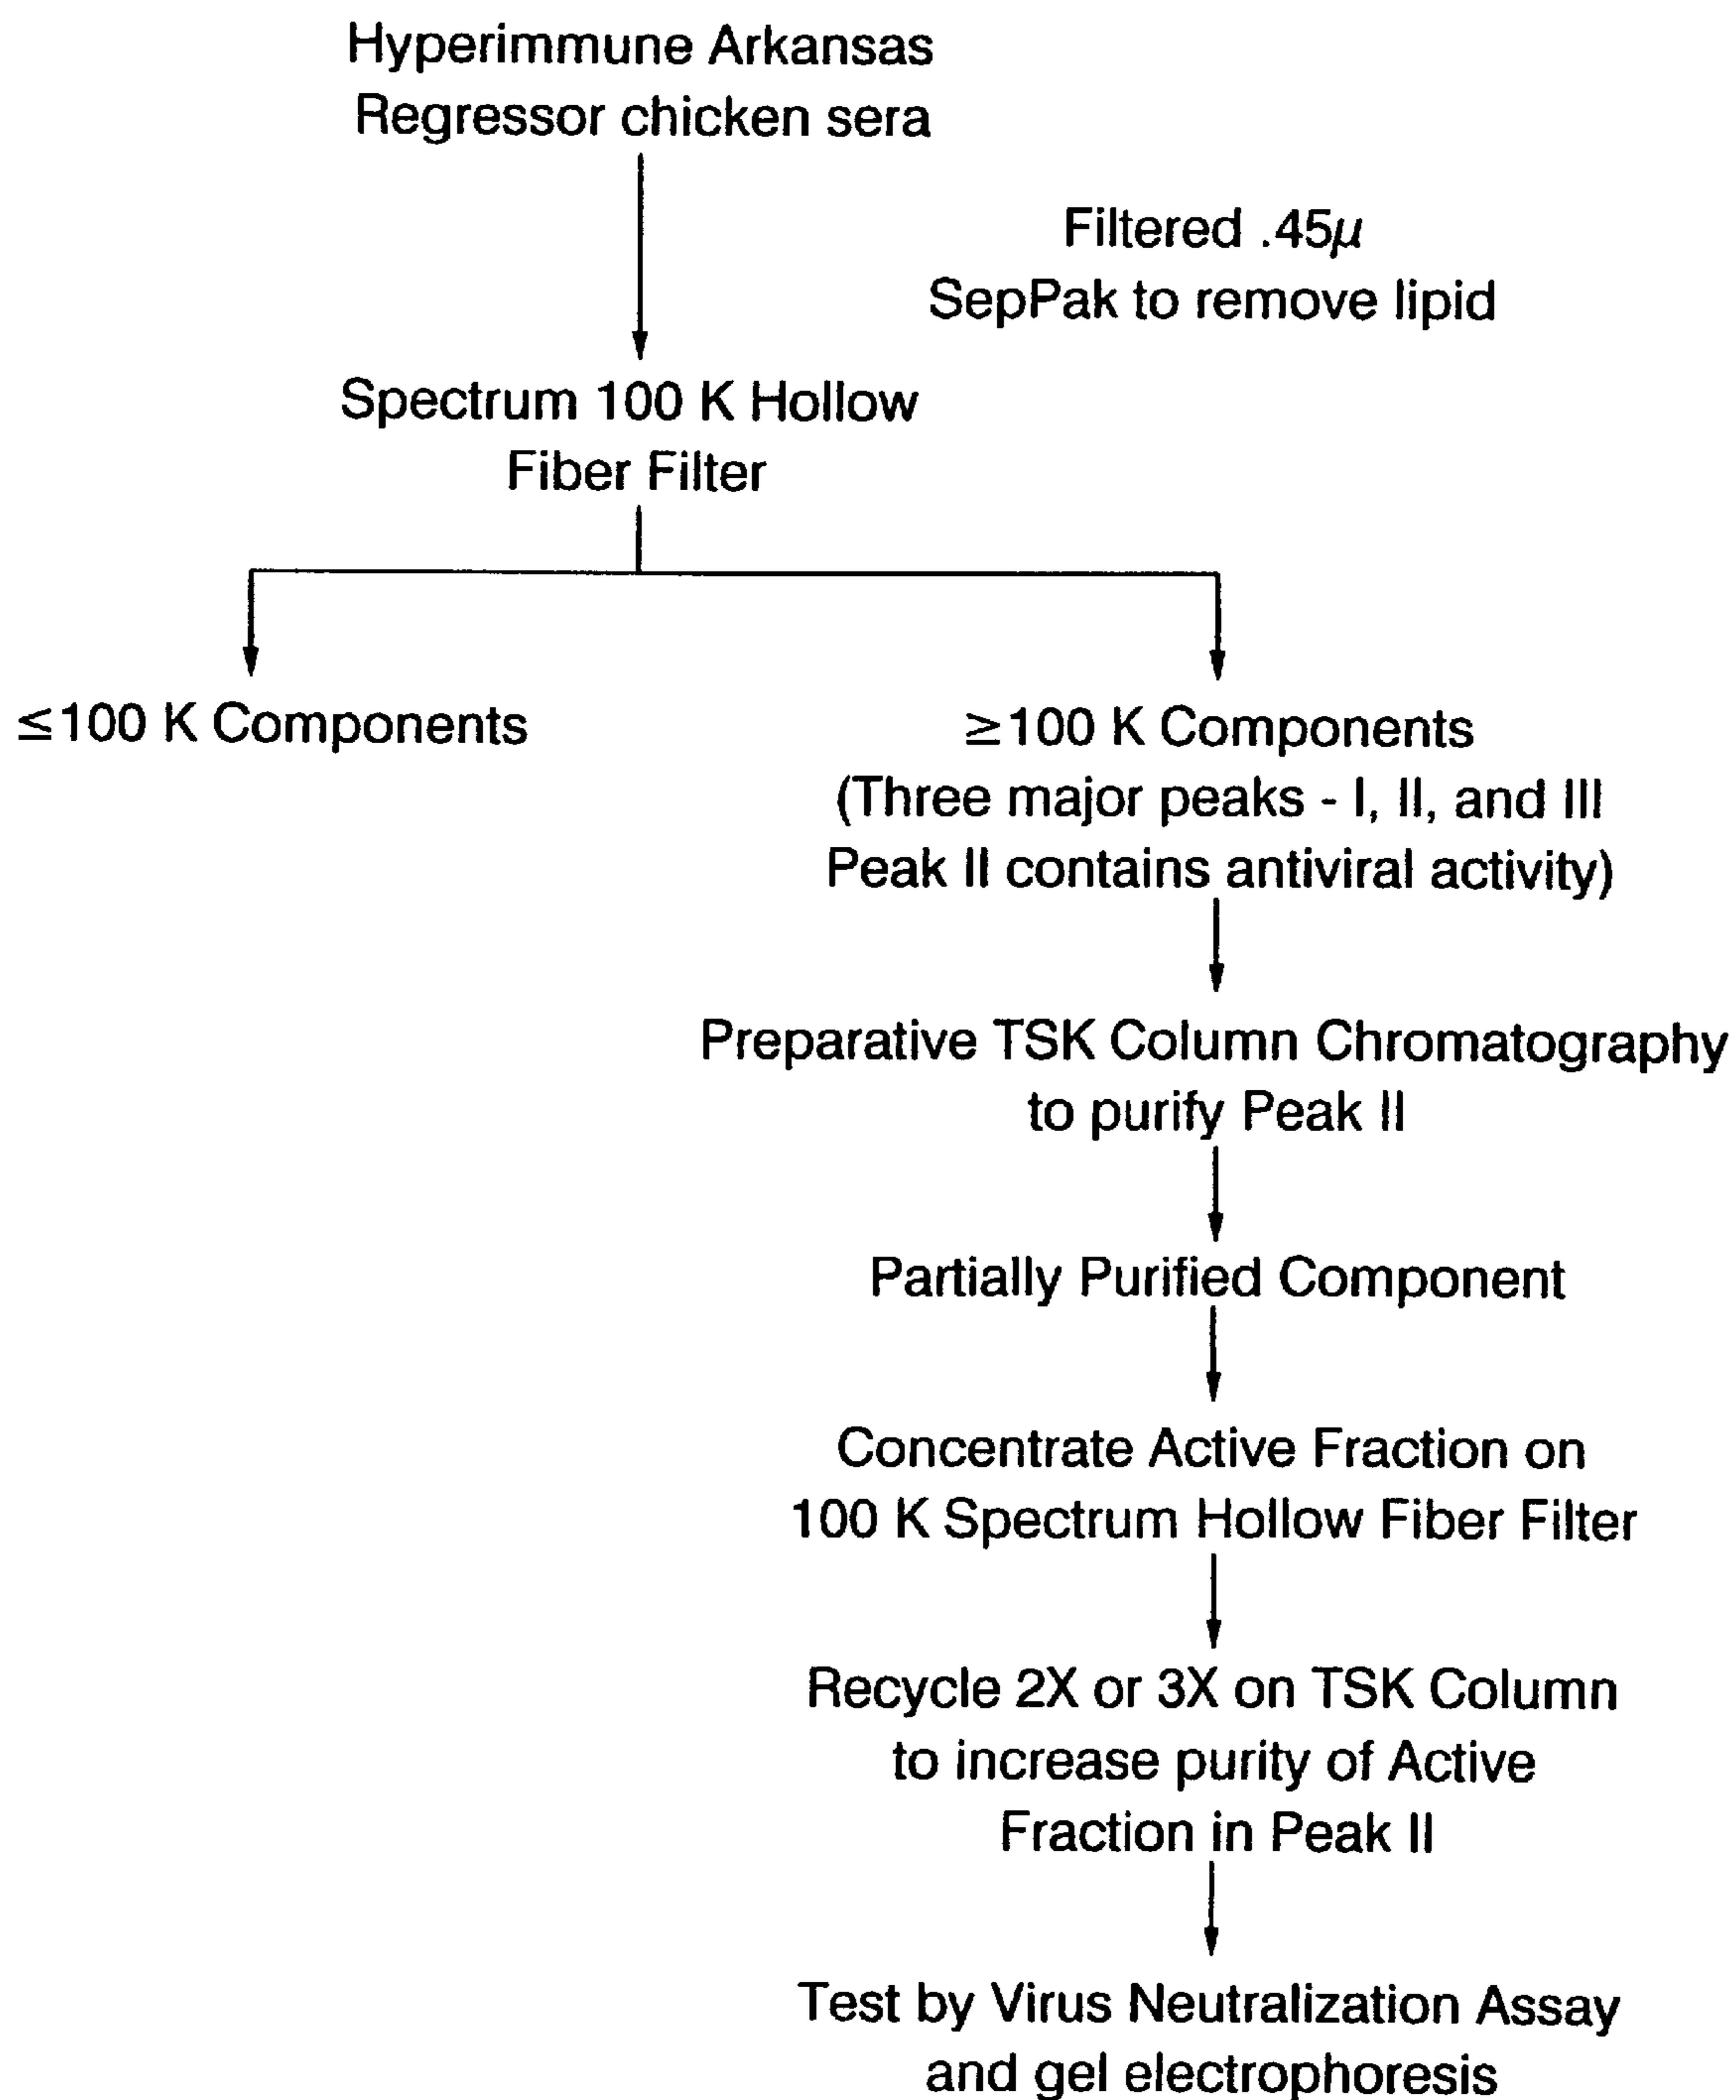 Hyperimmune Arkansas
Regressor chicken sera
Filtered .45μ
SepPak to remove lipid
Spectrum 100 K Hollow
Fiber Filter
≤100 K Components
≥100 K Components
(Three major peaks - I, II, and III
Peak II contains antiviral activity)
Preparative TSK Column Chromatography
to purify Peak II
Partially Purified Component
Concentrate Active Fraction on
100 K Spectrum Hollow Fiber Filter
Recycle 2X or 3X on TSK Column
to increase purity of Active
Fraction in Peak II
Test by Virus Neutralization Assay
and gel electrophoresis